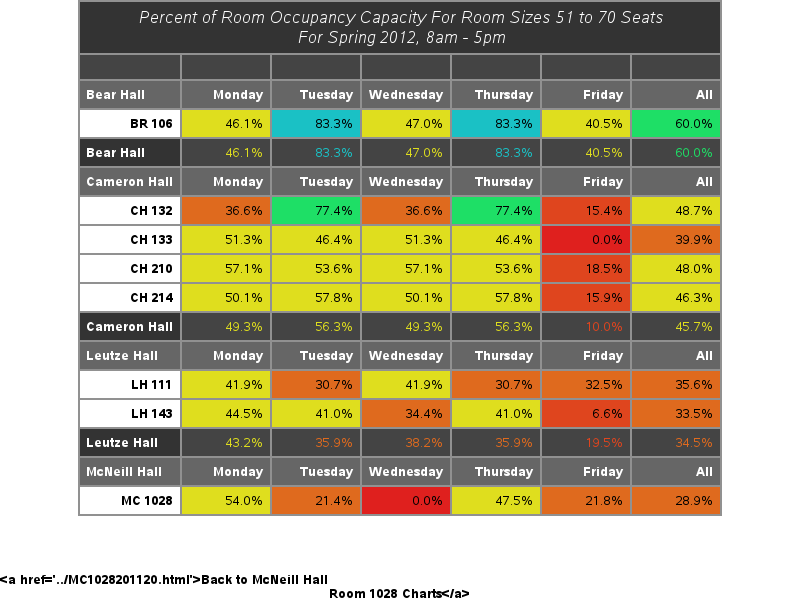 Percent of Room Occupancy Capacity For Room Sizes 51 to 70 Seats
For Spring 2012, 8am - 5pm
Bear Hall Monday Tuesday Wednesday Thursday Friday All
BR 106 46.1% 83.3% 47.0% 83.3% 40.5% 60.0%
Bear Hall 46.1% 83.3% 47.0% 83.3% 40.5% 60.0%
Cameron Hall Monday Tuesday Wednesday Thursday Friday All
CH 132 36.6% 77.4% 36.6% 77.4% 15.4% 48.7%
CH 133 51.3% 46.4% 51.3% 46.4% 0.0% 39.9%
CH 210 57.1% 53.6% 57.1% 53.6% 18.5% 48.0%
CH 214 50.1% 57.8% 50.1% 57.8% 15.9% 46.3%
Cameron Hall 49.3% 56.3% 49.3% 56.3% 10.0% 45.7%
Leutze Hall Monday Tuesday Wednesday Thursday Friday All
LH 111 41.9% 30.7% 41.9% 30.7% 32.5% 35.6%
LH 143 44.5% 41.0% 34.4% 41.0% 6.6% 33.5%
Leutze Hall 43.2% 35.9% 38.2% 35.9% 19.5% 34.5%
McNeill Hall Monday Tuesday Wednesday Thursday Friday All
MC 1028 54.0% 21.4% 0.0% 47.5% 21.8% 28.9%
<a href='../MC1028201120.html'>Back to McNeill Hall
Room 1028 Charts</a>